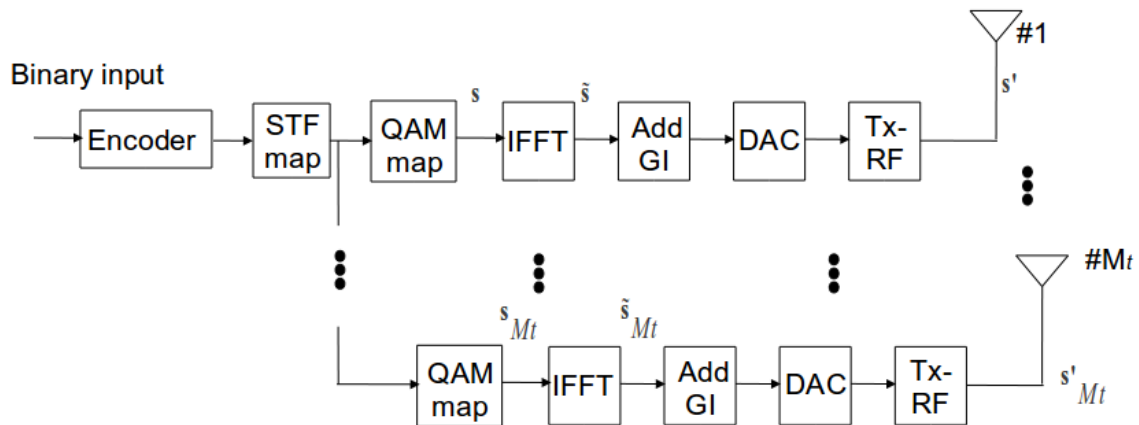 #1
Binary input
s s̃ s'
Encoder
STF map
QAM map
IFFT
Add GI
DAC
Tx-RF
#Mt
s Mt s̃ Mt
QAM map
IFFT
Add GI
DAC
Tx-RF
s' Mt